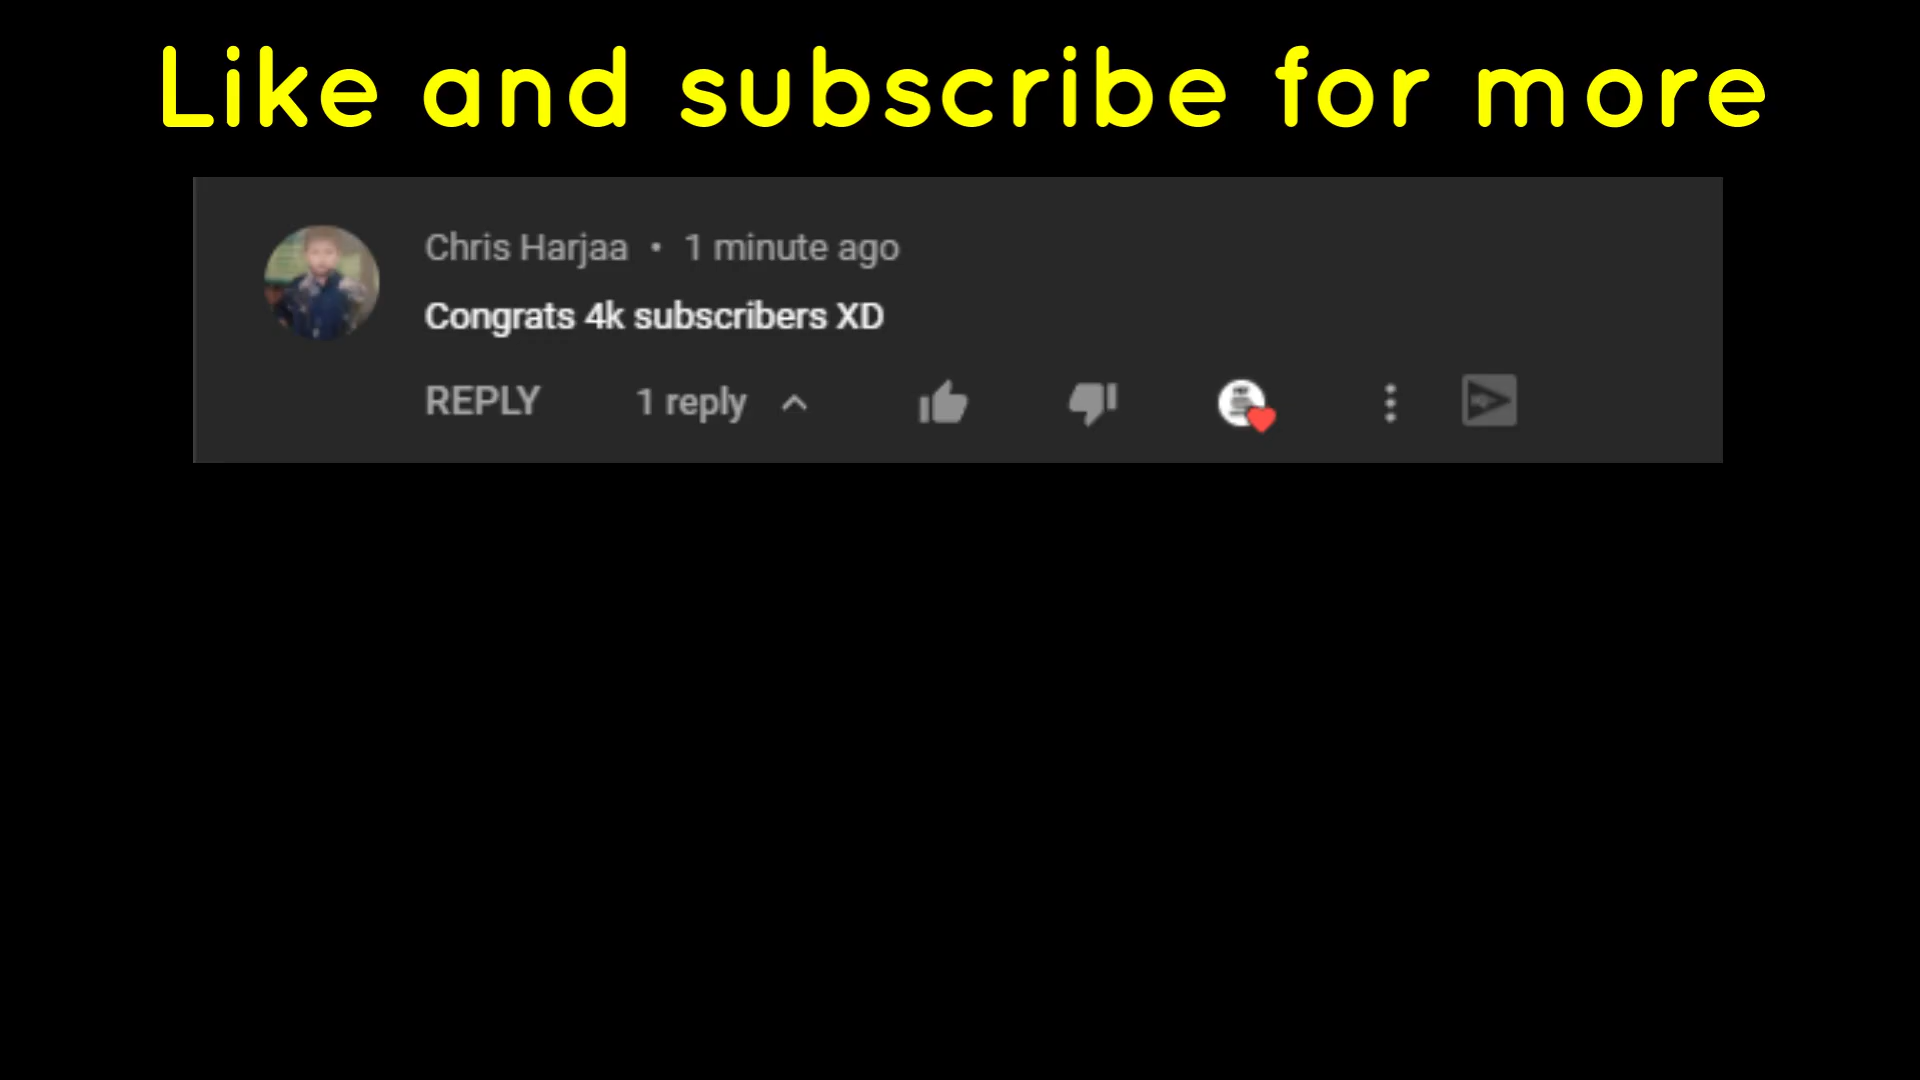 Like and subscribe for more
Chris Harjaa • 1 minute ago
Congrats 4k subscribers XD
REPLY 1 reply